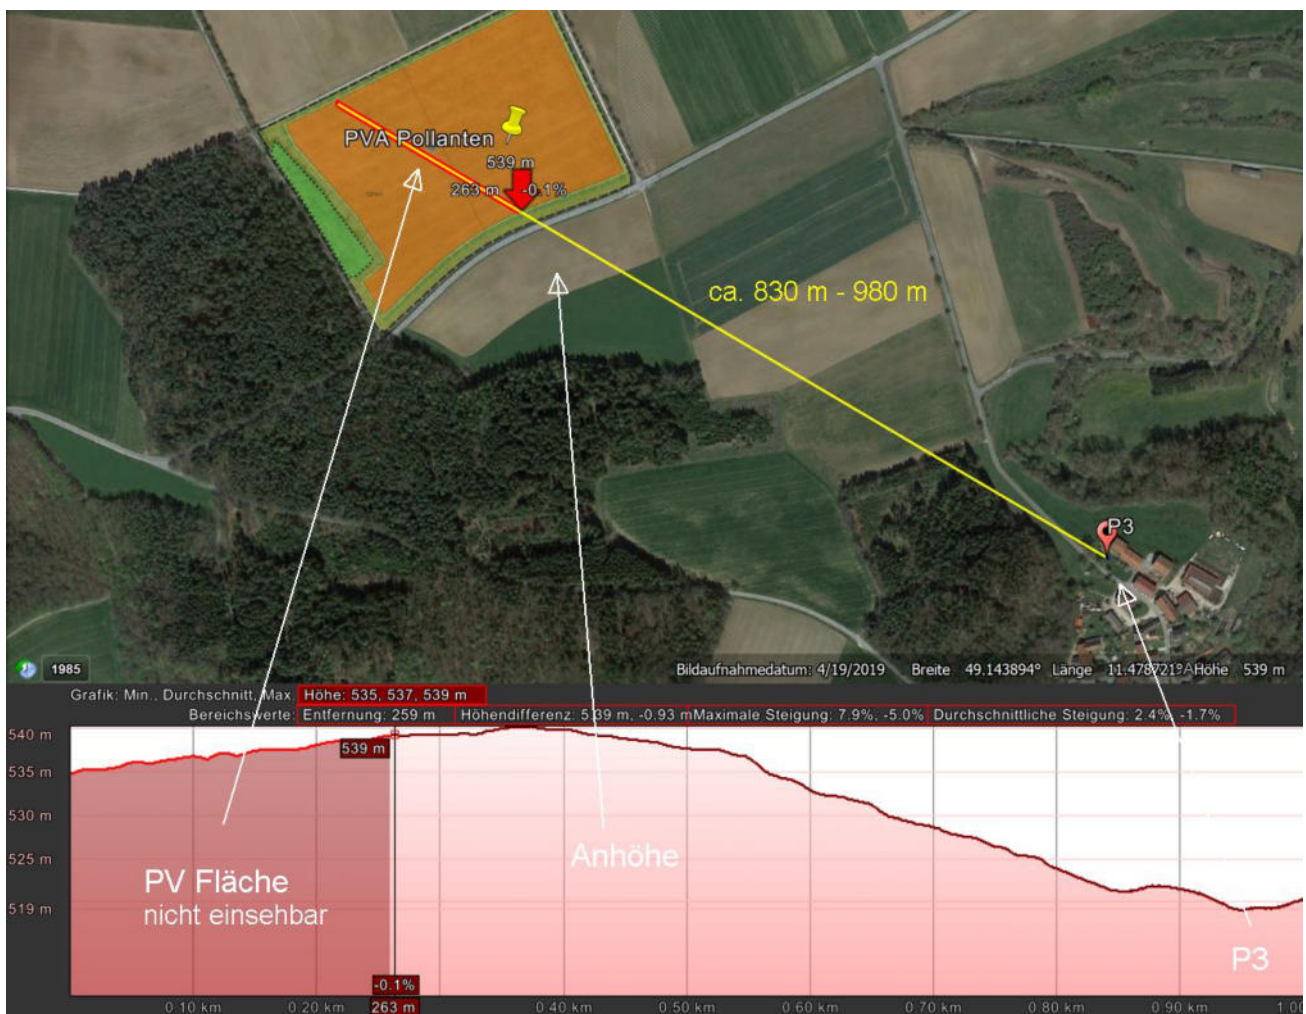 PVA Pollanten
539 m
263 m -0.1%
ca. 830 m - 980 m
P3
1985
Bildaufnahmedatum: 4/19/2019 Breite 49.143894° Länge 11.478721° Höhe 539 m
Grafik: Min., Durchschnitt, Max. Höhe: 535, 537, 539 m
Bereichswerte: Entfernung: 259 m Höhendifferenz: 5.39 m, -0.93 m Maximale Steigung: 7.9%, -5.0% Durchschnittliche Steigung: 2.4%, -1.7%
540 m
539 m
535 m
530 m
525 m
519 m
PV Fläche
nicht einsehbar
Anhöhe
P3
-0.1%
0.10 km 0.20 km 263 m 0.40 km 0.50 km 0.60 km 0.70 km 0.80 km 0.90 km 1.00